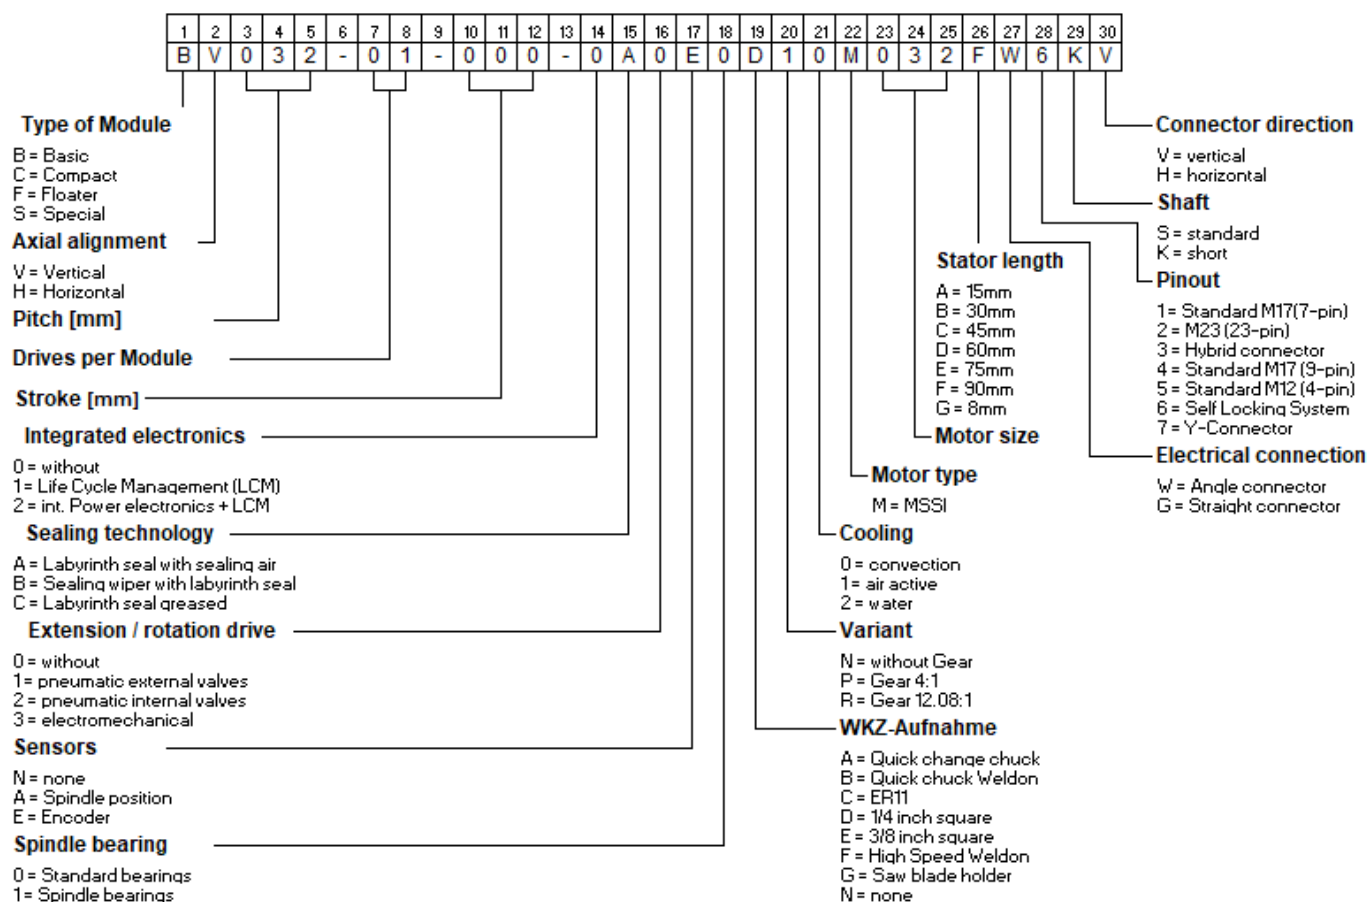 1 2 3 4 5 6 7 8 9 10 11 12 13 14 15 16 17 18 19 20 21 22 23 24 25 26 27 28 29 30
B V 0 3 2 - 0 1 - 0 0 0 - 0 A 0 E 0 D 1 0 M 0 3 2 F W 6 K V
Type of Module
B = Basic
C = Compact
F = Floater
S = Special
Axial alignment
V = Vertical
H = Horizontal
Pitch [mm]
Drives per Module
Stroke [mm]
Integrated electronics
0 = without
1= Life Cycle Management (LCM)
2 = int. Power electronics + LCM
Sealing technology
A = Labyrinth seal with sealing air
B = Sealing wiper with labyrinth seal
C = Labyrinth seal greased
Extension / rotation drive
0 = without
1= pneumatic external valves
2 = pneumatic internal valves
3 = electromechanical
Sensors
N = none
A = Spindle position
E = Encoder
Spindle bearing
0 = Standard bearings
1= Spindle bearings
Stator length
A = 15mm
B = 30mm
C = 45mm
D = 60mm
E = 75mm
F = 90mm
G = 8mm
Motor size
Motor type
M = MSSI
Cooling
0 = convection
1= air active
2 = water
Variant
N = without Gear
P = Gear 4:1
R = Gear 12.08:1
WKZ-Aufnahme
A = Quick change chuck
B = Quick chuck Weldon
C = ER11
D = 1/4 inch square
E = 3/8 inch square
F = High Speed Weldon
G = Saw blade holder
N = none
Connector direction
V = vertical
H = horizontal
Shaft
S = standard
K = short
Pinout
1= Standard M17(7-pin)
2 = M23 (23-pin)
3 = Hybrid connector
4 = Standard M17 (9-pin)
5 = Standard M12 (4-pin)
6 = Self Locking System
7 = Y-Connector
Electrical connection
W = Angle connector
G = Straight connector